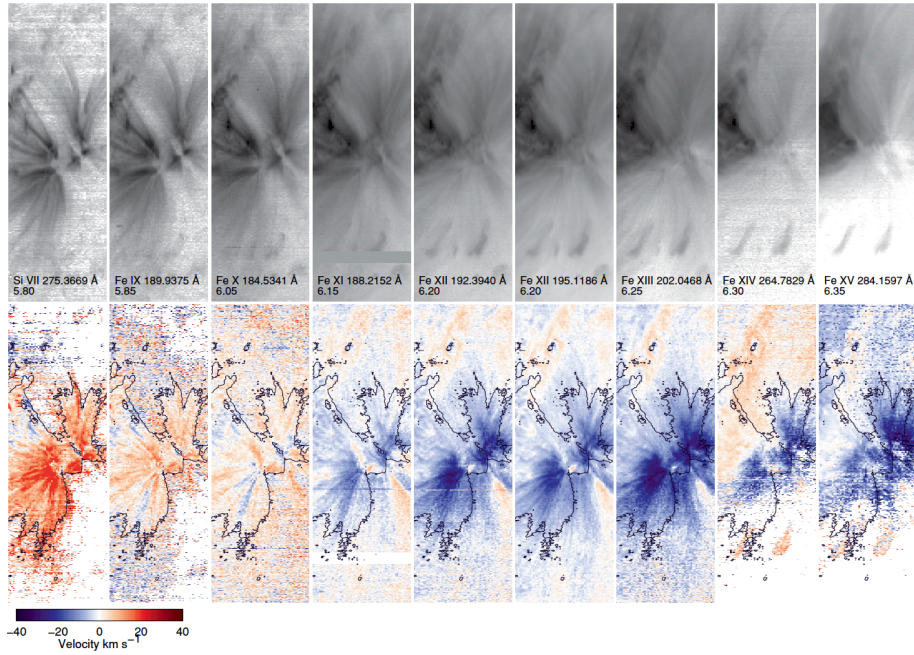 Si VII 275.3669 Å
5.80
Fe IX 189.9375 Å
5.85
Fe X 184.5341 Å
6.05
Fe XI 188.2152 Å
6.15
Fe XII 192.3940 Å
6.20
Fe XII 195.1186 Å
6.20
Fe XIII 202.0468 Å
6.25
Fe XIV 264.7829 Å
6.30
Fe XV 284.1597 Å
6.35
−40 −20 0 20 40
Velocity km s−1